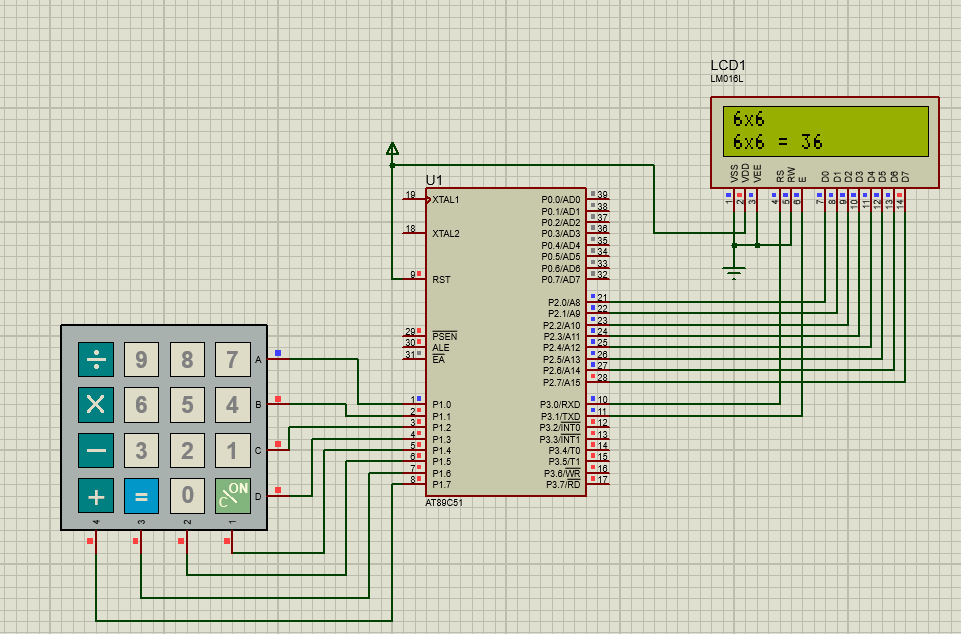 LCD1
LM016L
6x6
6x6 = 36
VSS VDD VEE RS RW E D0 D1 D2 D3 D4 D5 D6 D7
1 2 3 4 5 6 7 8 9 10 11 12 13 14
U1
19 XTAL1 P0.0/AD0 39
P0.1/AD1 38
P0.2/AD2 37
18 XTAL2 P0.3/AD3 36
P0.4/AD4 35
P0.5/AD5 34
P0.6/AD6 33
9 RST P0.7/AD7 32
P2.0/A8 21
P2.1/A9 22
P2.2/A10 23
29 PSEN P2.3/A11 24
30 ALE P2.4/A12 25
31 EA P2.5/A13 26
P2.6/A14 27
P2.7/A15 28
1 P1.0 P3.0/RXD 10
2 P1.1 P3.1/TXD 11
3 P1.2 P3.2/INT0 12
4 P1.3 P3.3/INT1 13
5 P1.4 P3.4/T0 14
6 P1.5 P3.5/T1 15
7 P1.6 P3.6/WR 16
8 P1.7 P3.7/RD 17
AT89C51
÷ 9 8 7 A
× 6 5 4 B
− 3 2 1 C
+ = 0 ON/C D
4 3 2 1